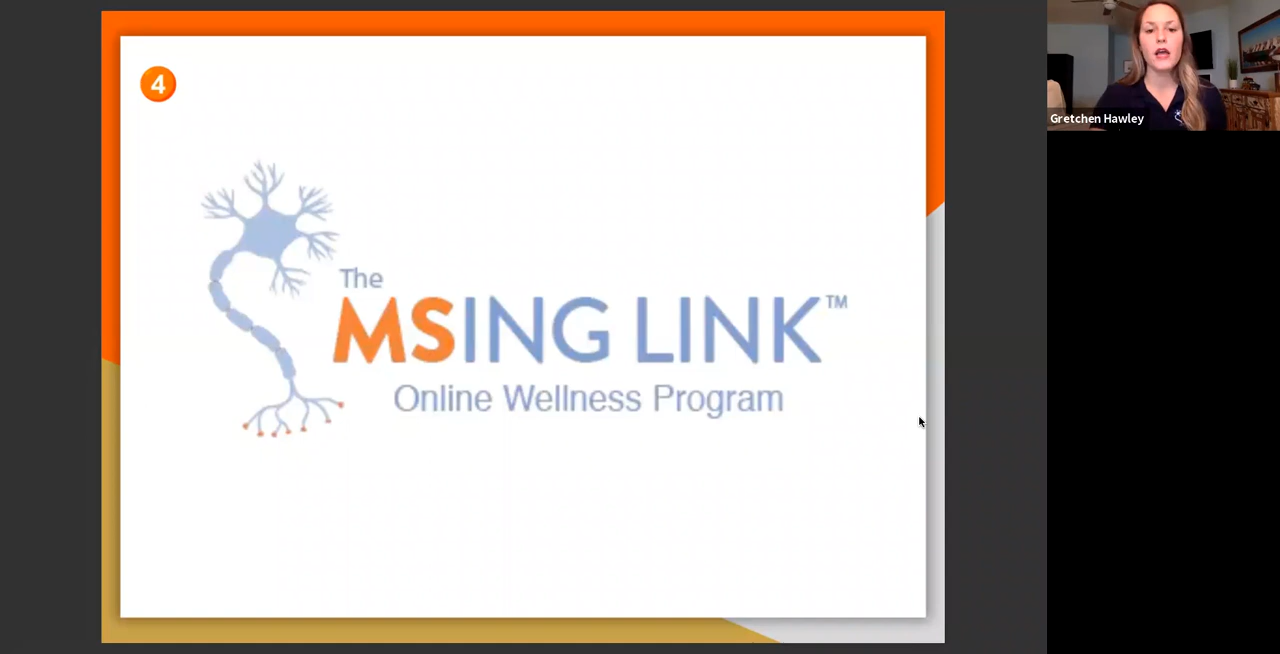 4
The
MSING LINK™
Online Wellness Program
Gretchen Hawley